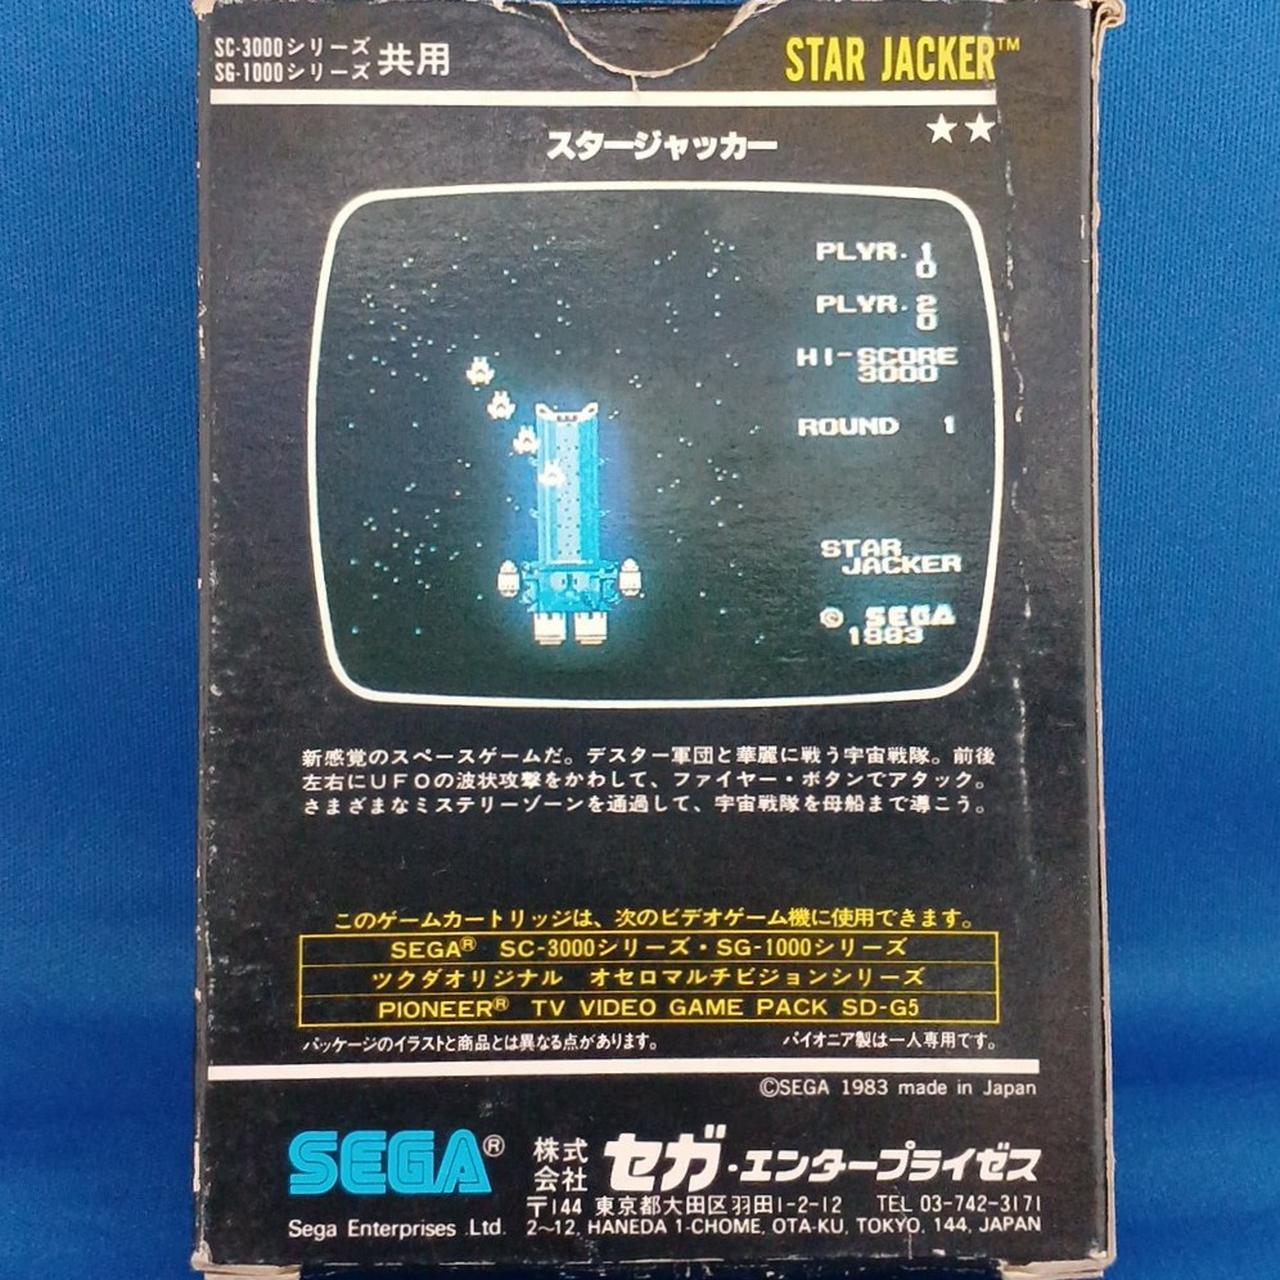 SC-3000シリーズ
SG-1000シリーズ 共用
STAR JACKER™
★★
スタージャッカー
PLYR.1
0
PLYR.2
0
HI-SCORE
3000
ROUND 1
STAR
JACKER
© SEGA
1983
新感覚のスペースゲームだ。デスター軍団と華麗に戦う宇宙戦隊。前後
左右にUFOの波状攻撃をかわして、ファイヤー・ボタンでアタック。
さまざまなミステリーゾーンを通過して、宇宙戦隊を母船まで導こう。
このゲームカートリッジは、次のビデオゲーム機に使用できます。
SEGA® SC-3000シリーズ・SG-1000シリーズ
ツクダオリジナル オセロマルチビジョンシリーズ
PIONEER® TV VIDEO GAME PACK SD-G5
パッケージのイラストと商品とは異なる点があります。 パイオニア製は一人専用です。
©SEGA 1983 made in Japan
SEGA® 株式会社 セガ・エンタープライゼス
〒144 東京都大田区羽田1-2-12 TEL 03-742-3171
Sega Enterprises .Ltd. 2~12, HANEDA 1-CHOME, OTA-KU, TOKYO, 144, JAPAN